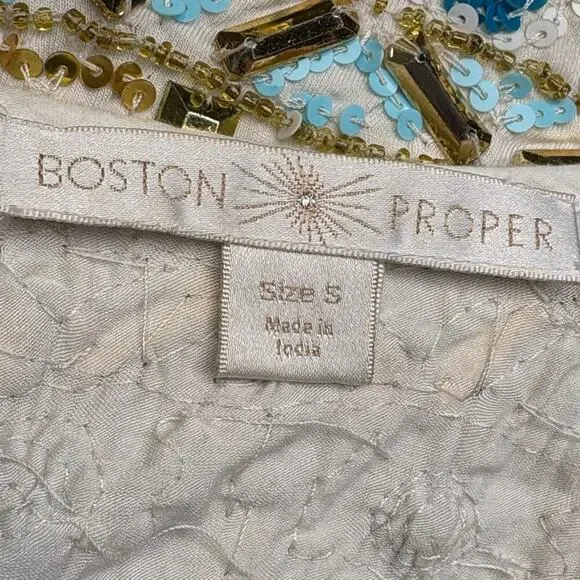 BOSTON PROPER
Size S
Made in
India